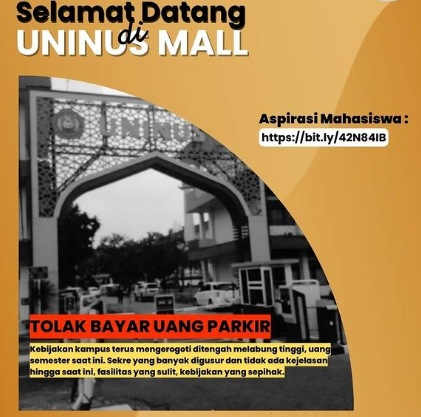 Selamat Datang
di
UNINUS MALL
UNINUS
Aspirasi Mahasiswa :
https://bit.ly/42N84IB
TOLAK BAYAR UANG PARKIR
Kebijakan kampus terus mengerogoti ditengah melabung tinggi, uang
semester saat ini. Sekre yang banyak digusur dan tidak ada kejelasan
hingga saat ini, fasilitas yang sulit, kebijakan yang sepihak.